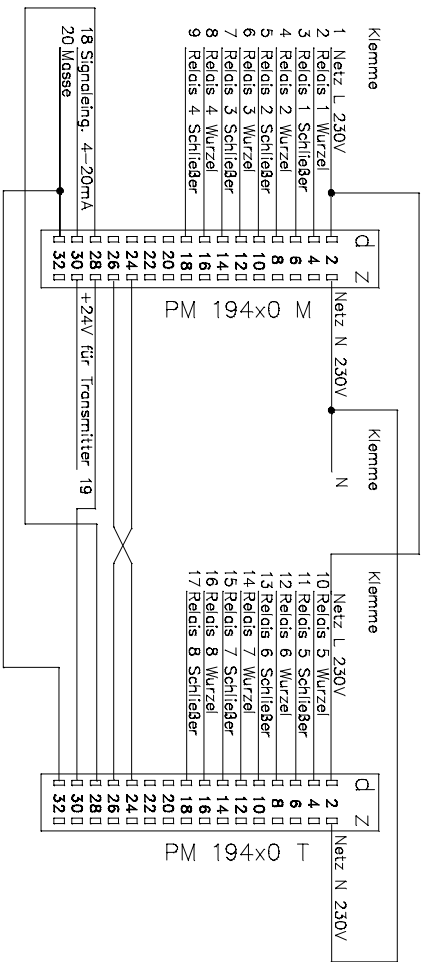 Klemme
1 Netz L 230V
2 Relais 1 Wurzel
3 Relais 1 Schließer
4 Relais 2 Wurzel
5 Relais 2 Schließer
6 Relais 3 Wurzel
7 Relais 3 Schließer
8 Relais 4 Wurzel
9 Relais 4 Schließer
18 Signaleing. 4–20mA
20 Masse
d z
2
4
6
8
10
12
14
16
18
20
22
24
26
28
30
32
PM 194x0 M
Netz N 230V
+24V für Transmitter 19
Klemme
N
Klemme
Netz L 230V
10 Relais 5 Wurzel
11 Relais 5 Schließer
12 Relais 6 Wurzel
13 Relais 6 Schließer
14 Relais 7 Wurzel
15 Relais 7 Schließer
16 Relais 8 Wurzel
17 Relais 8 Schließer
d z
2
4
6
8
10
12
14
16
18
20
22
24
26
28
30
32
PM 194x0 T
Netz N 230V